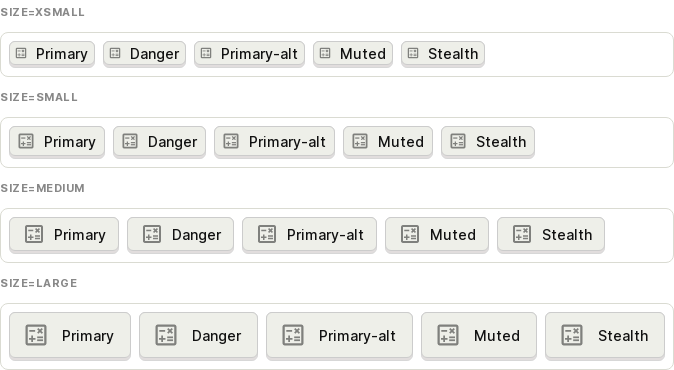 SIZE=XSMALL
Primary Danger Primary-alt Muted Stealth
SIZE=SMALL
Primary Danger Primary-alt Muted Stealth
SIZE=MEDIUM
Primary Danger Primary-alt Muted Stealth
SIZE=LARGE
Primary Danger Primary-alt Muted Stealth